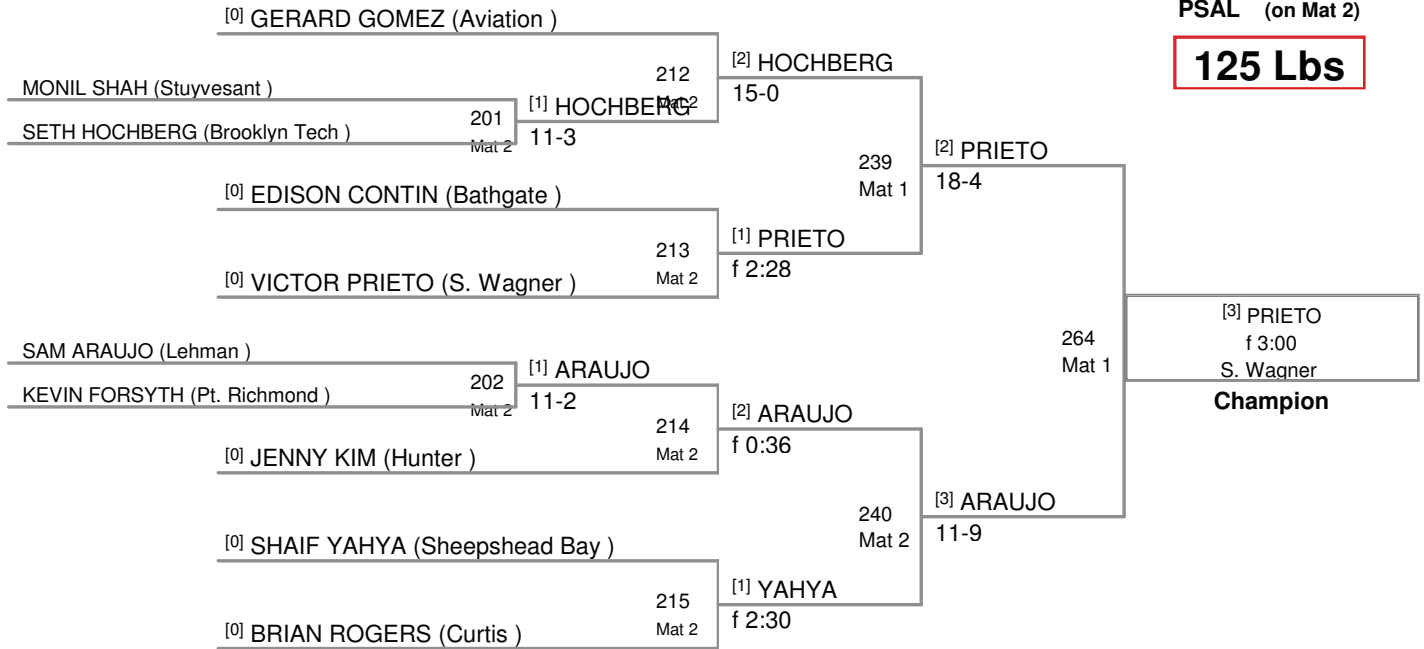 PSAL (on Mat 2)
125 Lbs
[0] GERARD GOMEZ (Aviation )
MONIL SHAH (Stuyvesant )
SETH HOCHBERG (Brooklyn Tech )
201
Mat 2
[1] HOCHBERG
11-3
212
Mat 2
[2] HOCHBERG
15-0
[0] EDISON CONTIN (Bathgate )
[0] VICTOR PRIETO (S. Wagner )
213
Mat 2
[1] PRIETO
f 2:28
239
Mat 1
[2] PRIETO
18-4
SAM ARAUJO (Lehman )
KEVIN FORSYTH (Pt. Richmond )
202
Mat 2
[1] ARAUJO
11-2
[0] JENNY KIM (Hunter )
214
Mat 2
[2] ARAUJO
f 0:36
[0] SHAIF YAHYA (Sheepshead Bay )
[0] BRIAN ROGERS (Curtis )
215
Mat 2
[1] YAHYA
f 2:30
240
Mat 2
[3] ARAUJO
11-9
264
Mat 1
[3] PRIETO
f 3:00
S. Wagner
Champion